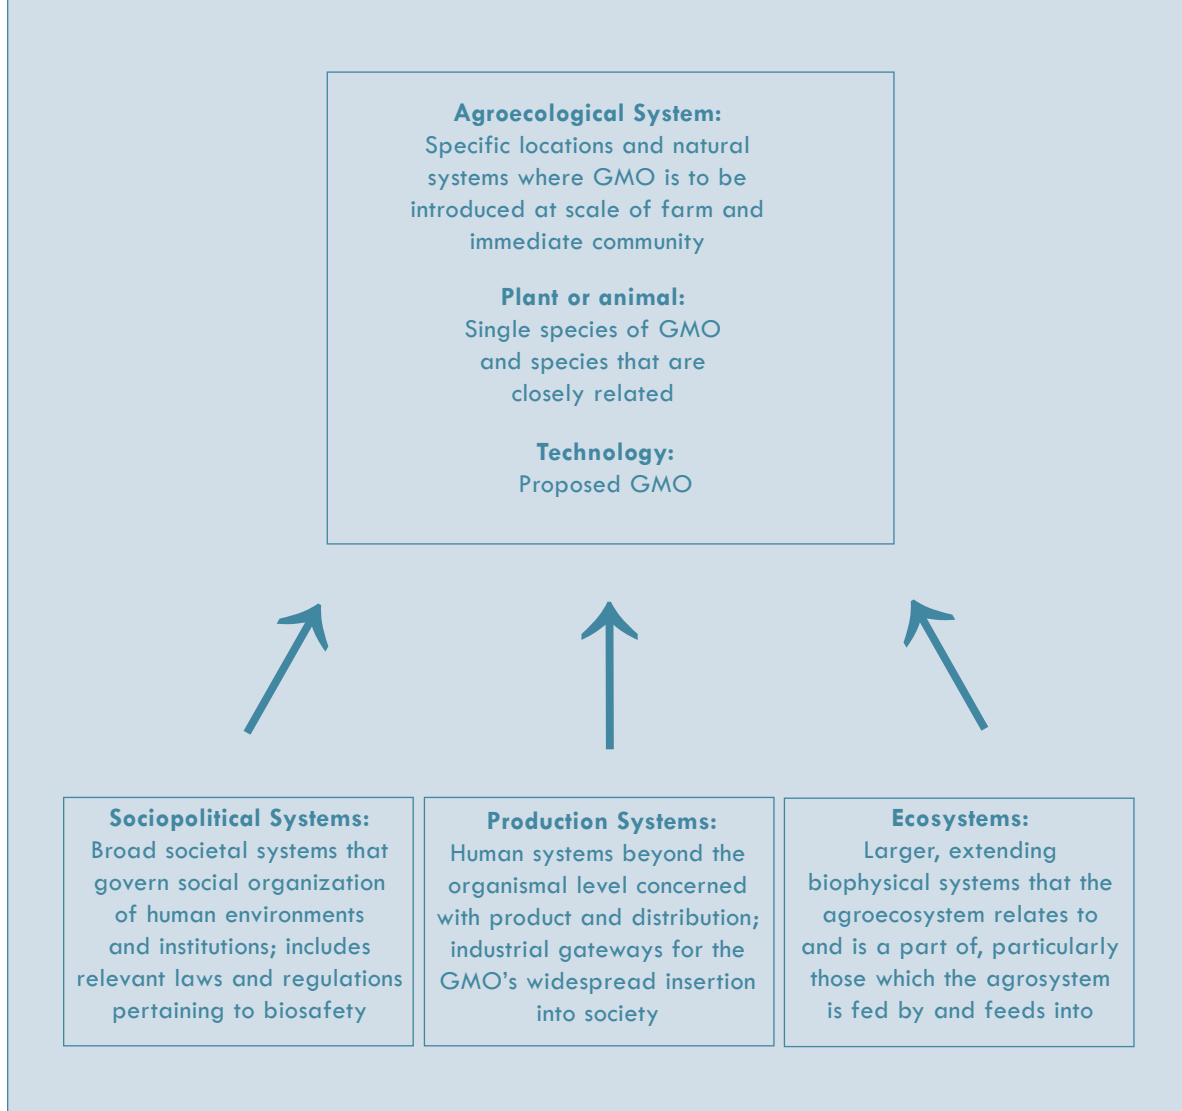 Agroecological System:
Specific locations and natural
systems where GMO is to be
introduced at scale of farm and
immediate community
Plant or animal:
Single species of GMO
and species that are
closely related
Technology:
Proposed GMO
Sociopolitical Systems:
Broad societal systems that
govern social organization
of human environments
and institutions; includes
relevant laws and regulations
pertaining to biosafety
Production Systems:
Human systems beyond the
organismal level concerned
with product and distribution;
industrial gateways for the
GMO’s widespread insertion
into society
Ecosystems:
Larger, extending
biophysical systems that the
agroecosystem relates to
and is a part of, particularly
those which the agrosystem
is fed by and feeds into